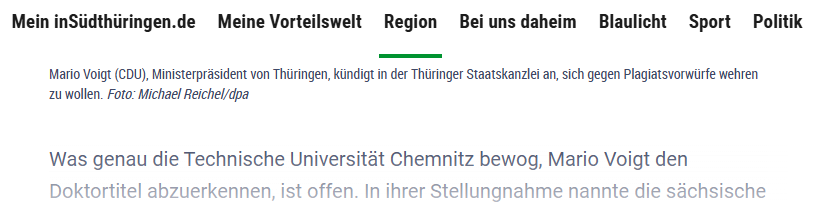 Mein inSüdthüringen.de Meine Vorteilswelt Region Bei uns daheim Blaulicht Sport Politik
Mario Voigt (CDU), Ministerpräsident von Thüringen, kündigt in der Thüringer Staatskanzlei an, sich gegen Plagiatsvorwürfe wehren
zu wollen. Foto: Michael Reichel/dpa
Was genau die Technische Universität Chemnitz bewog, Mario Voigt den
Doktortitel abzuerkennen, ist offen. In ihrer Stellungnahme nannte die sächsische